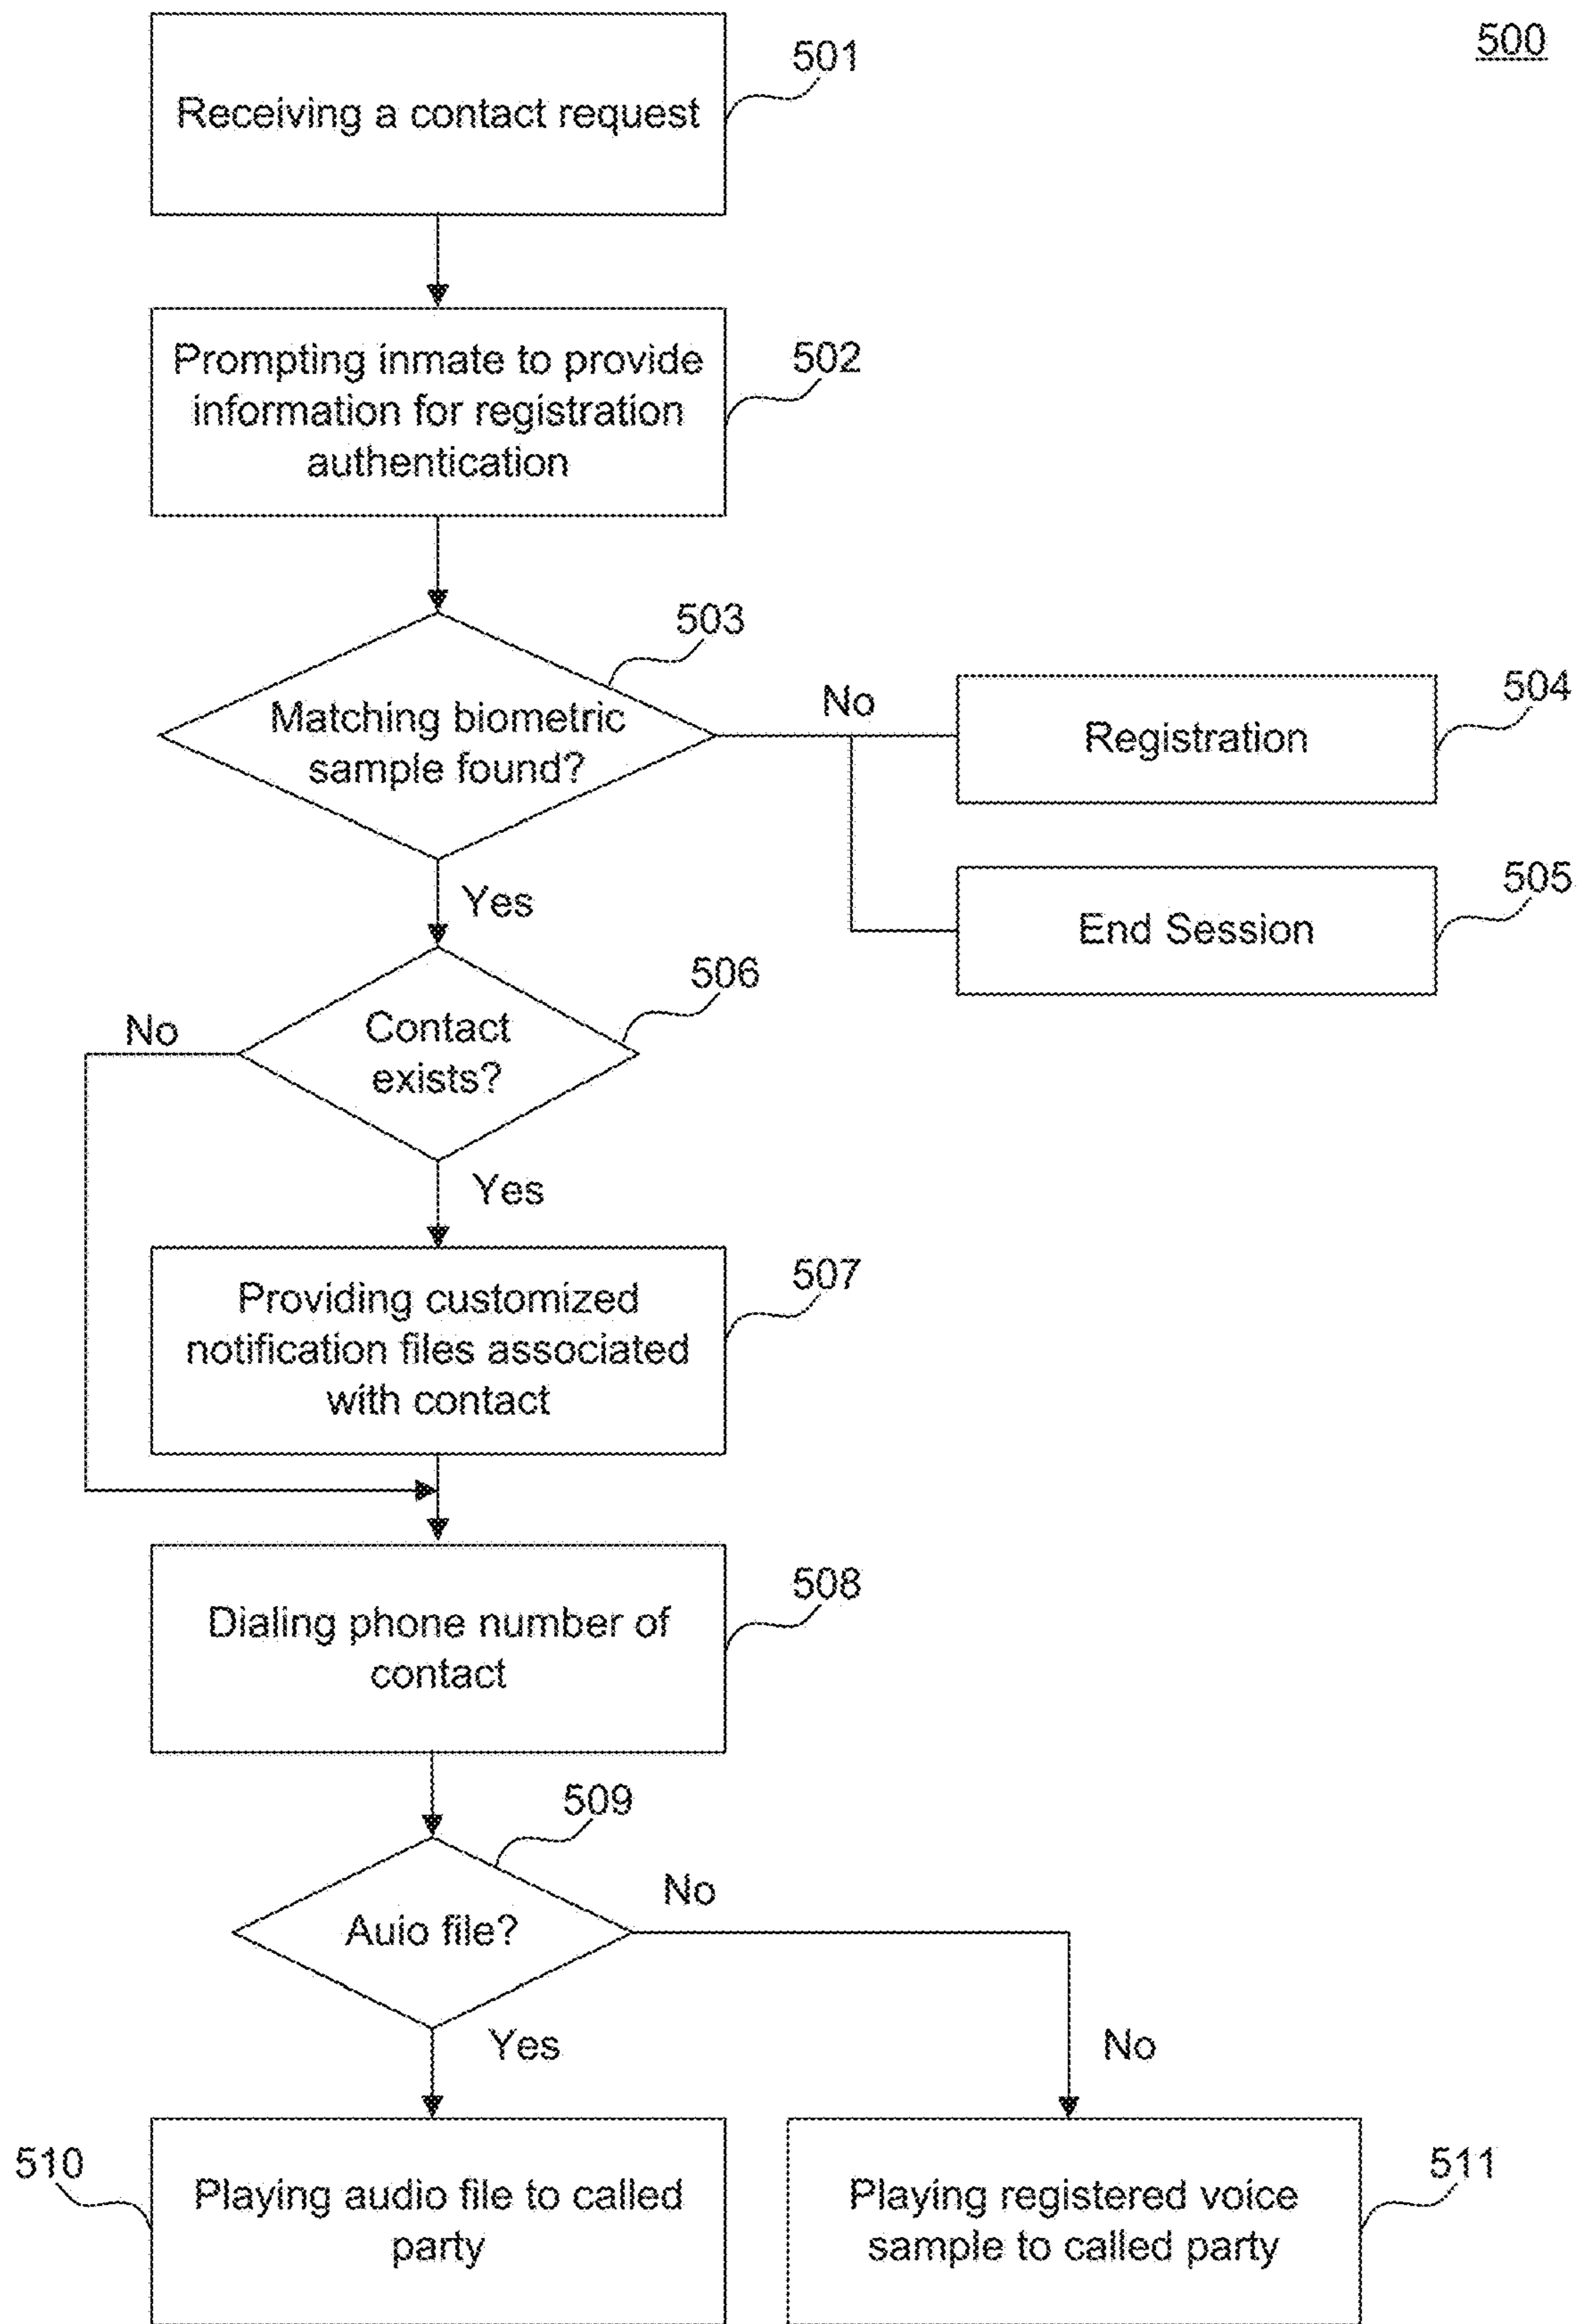 500
501
Receiving a contact request
502
Prompting inmate to provide
information for registration
authentication
503
Matching biometric
sample found?
No
504
Registration
505
End Session
Yes
506
Contact
exists?
No
Yes
507
Providing customized
notification files associated
with contact
508
Dialing phone number of
contact
509
Auio file?
No
Yes
No
510
Playing audio file to called
party
511
Playing registered voice
sample to called party